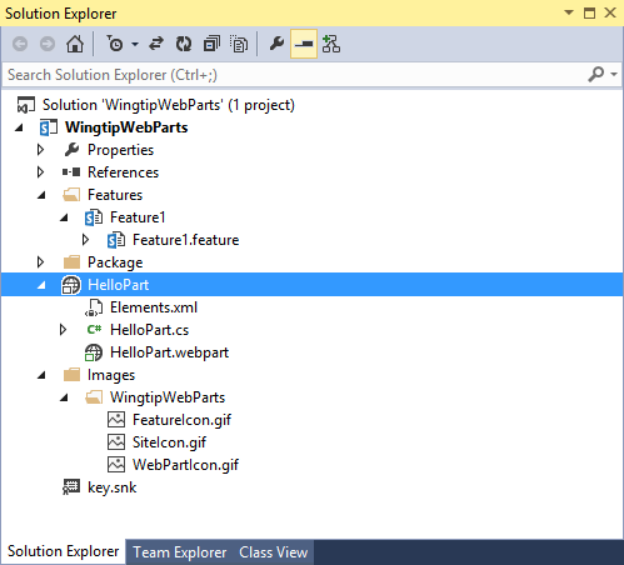 Solution Explorer
Search Solution Explorer (Ctrl+;)
Solution 'WingtipWebParts' (1 project)
WingtipWebParts
Properties
References
Features
Feature1
Feature1.feature
Package
HelloPart
Elements.xml
C# HelloPart.cs
HelloPart.webpart
Images
WingtipWebParts
FeatureIcon.gif
SiteIcon.gif
WebPartIcon.gif
key.snk
Solution Explorer Team Explorer Class View